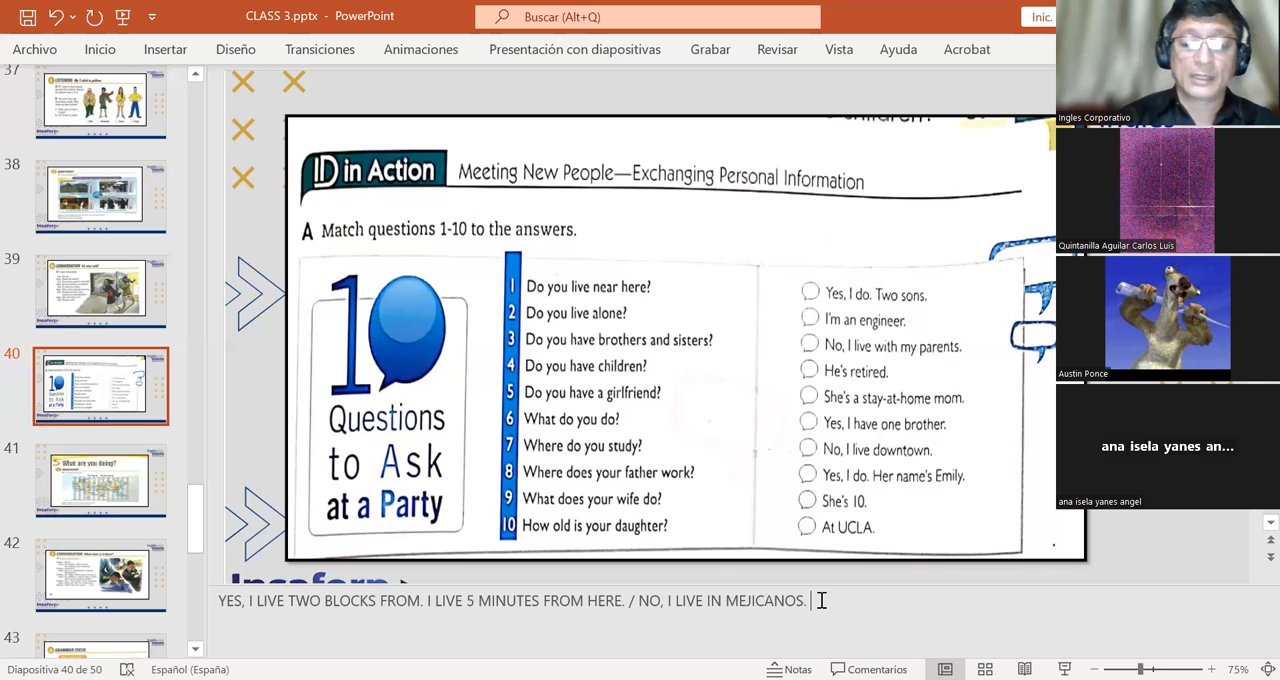 CLASS 3.pptx - PowerPoint
Buscar (Alt+Q)
Inic.
Archivo Inicio Insertar Diseño Transiciones Animaciones Presentación con diapositivas Grabar Revisar Vista Ayuda Acrobat
Ingles Corporativo
Quintanilla Aguilar Carlos Luis
Austin Ponce
ana isela yanes an...
ana isela yanes angel
37
38
39
40
41
What are you doing?
42
43
ID in Action Meeting New People—Exchanging Personal Information
A Match questions 1-10 to the answers.
10
Questions
to Ask
at a Party
1 Do you live near here?
2 Do you live alone?
3 Do you have brothers and sisters?
4 Do you have children?
5 Do you have a girlfriend?
6 What do you do?
7 Where do you study?
8 Where does your father work?
9 What does your wife do?
10 How old is your daughter?
Yes, I do. Two sons.
I'm an engineer.
No, I live with my parents.
He's retired.
She's a stay-at-home mom.
Yes, I have one brother.
No, I live downtown.
Yes, I do. Her name's Emily.
She's 10.
At UCLA.
YES, I LIVE TWO BLOCKS FROM. I LIVE 5 MINUTES FROM HERE. / NO, I LIVE IN MEJICANOS.
Diapositiva 40 de 50 Español (España) Notas Comentarios 75%